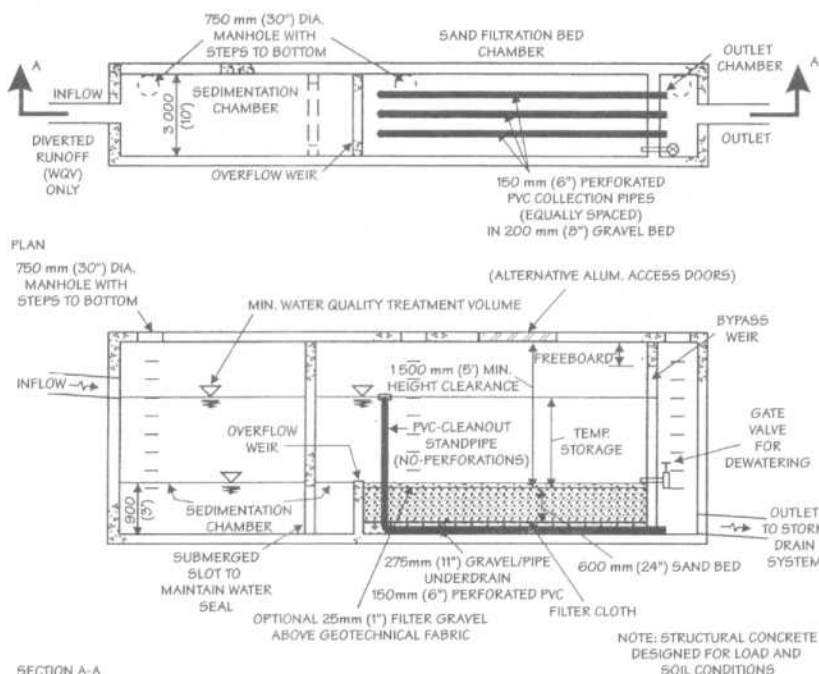 750 mm (30") DIA.
MANHOLE WITH
STEPS TO BOTTOM
SAND FILTRATION BED
CHAMBER
OUTLET
CHAMBER
A
A
INFLOW
SEDIMENTATION
CHAMBER
3 000
(10')
DIVERTED
RUNOFF
(WQV)
ONLY
OVERFLOW WEIR
OUTLET
150 mm (6") PERFORATED
PVC COLLECTION PIPES
(EQUALLY SPACED)
IN 200 mm (8") GRAVEL BED
PLAN
750 mm (30") DIA.
MANHOLE WITH
STEPS TO BOTTOM
MIN. WATER QUALITY TREATMENT VOLUME
(ALTERNATIVE ALUM. ACCESS DOORS)
BYPASS
WEIR
FREEBOARD
1 500 mm (5') MIN.
HEIGHT CLEARANCE
INFLOW
OVERFLOW
WEIR
PVC-CLEANOUT
STANDPIPE
(NO-PERFORATIONS)
TEMP.
STORAGE
GATE
VALVE
FOR
DEWATERING
900
(3')
SEDIMENTATION
CHAMBER
OUTLET
TO STORM
DRAIN
SYSTEM
SUBMERGED
SLOT TO
MAINTAIN WATER
SEAL
275mm (11") GRAVEL/PIPE
UNDERDRAIN
150mm (6") PERFORATED PVC
600 mm (24") SAND BED
FILTER CLOTH
OPTIONAL 25mm (1") FILTER GRAVEL
ABOVE GEOTECHNICAL FABRIC
NOTE: STRUCTURAL CONCRETE
DESIGNED FOR LOAD AND
SOIL CONDITIONS
SECTION A-A